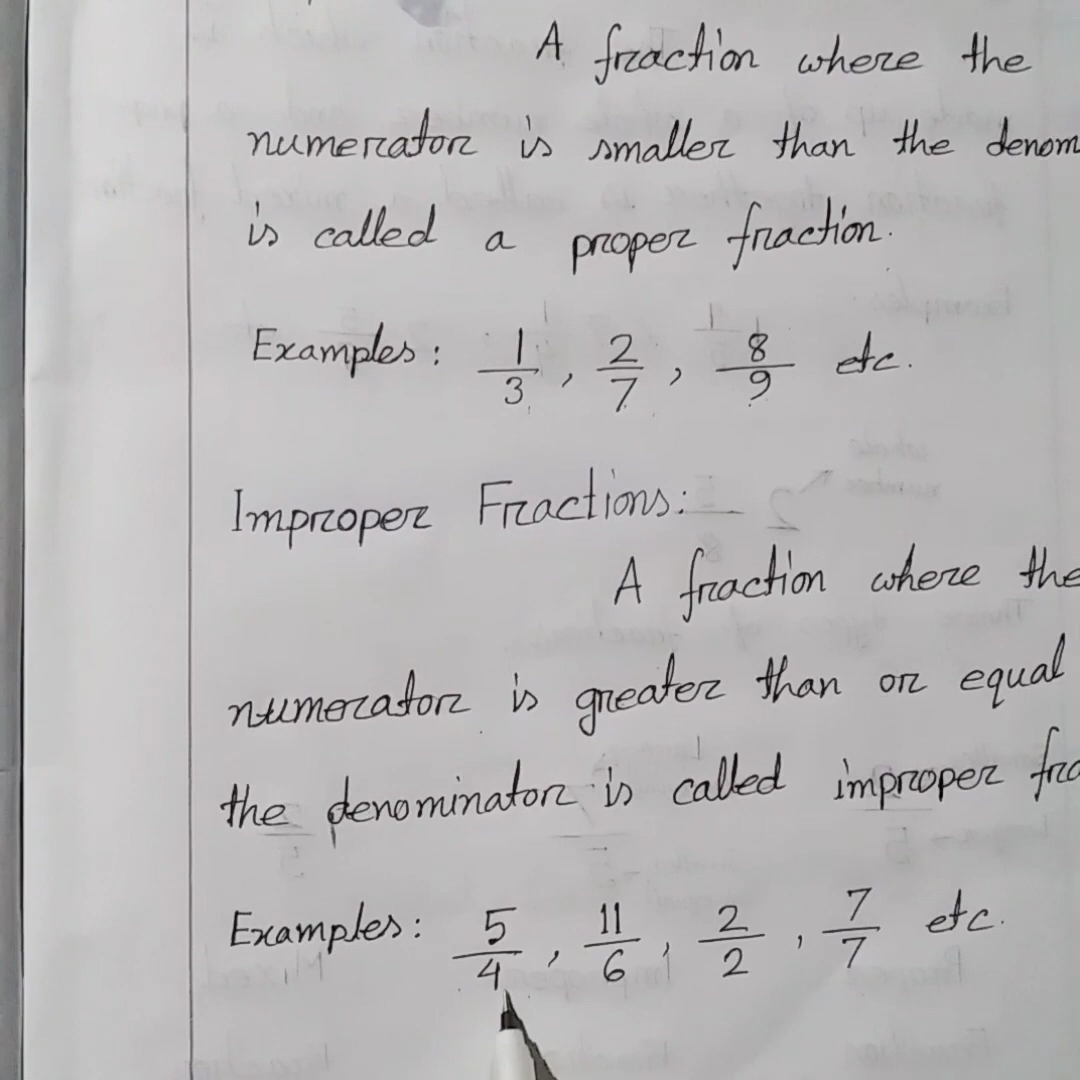 A fraction where the
numerator is smaller than the denom
is called a proper fraction.
Examples: 1/3, 2/7, 8/9 etc.
Improper Fractions:
A fraction where the
numerator is greater than or equal
the denominator is called improper fra
Examples: 5/4, 11/6, 2/2, 7/7 etc.